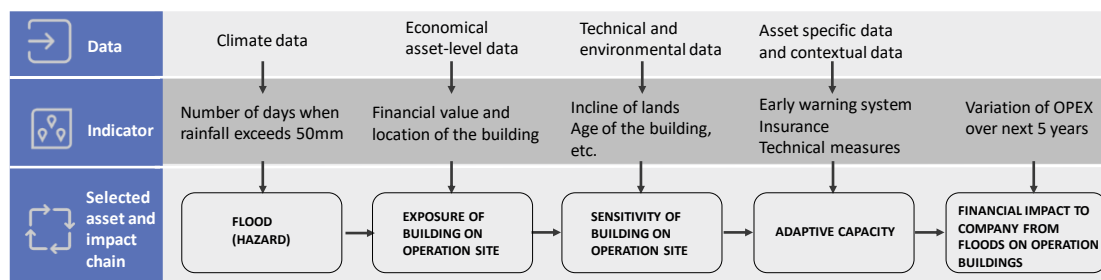 Data
Climate data
Economical
asset-level data
Technical and
environmental data
Asset specific data
and contextual data
Indicator
Number of days when
rainfall exceeds 50mm
Financial value and
location of the building
Incline of lands
Age of the building,
etc.
Early warning system
Insurance
Technical measures
Variation of OPEX
over next 5 years
Selected
asset and
impact
chain
FLOOD
(HAZARD)
EXPOSURE OF
BUILDING ON
OPERATION SITE
SENSITIVITY OF
BUILDING ON
OPERATION SITE
ADAPTIVE CAPACITY
FINANCIAL IMPACT TO
COMPANY FROM
FLOODS ON OPERATION
BUILDINGS